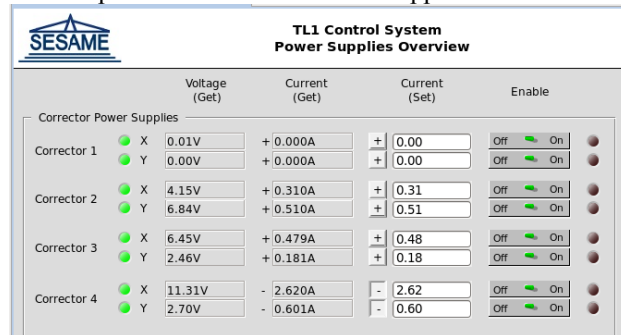 SESAME
TL1 Control System
Power Supplies Overview
Voltage (Get) Current (Get) Current (Set) Enable
Corrector Power Supplies
Corrector 1
X 0.01V + 0.000A + 0.00 Off On
Y 0.00V + 0.000A + 0.00 Off On
Corrector 2
X 4.15V + 0.310A + 0.31 Off On
Y 6.84V + 0.510A + 0.51 Off On
Corrector 3
X 6.45V + 0.479A + 0.48 Off On
Y 2.46V + 0.181A + 0.18 Off On
Corrector 4
X 11.31V - 2.620A - 2.62 Off On
Y 2.70V - 0.601A - 0.60 Off On